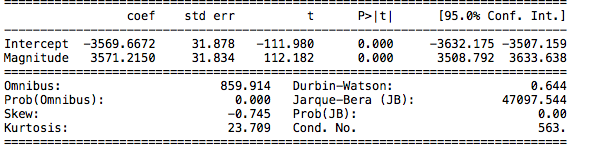 coef std err t P>|t| [95.0% Conf. Int.]
Intercept -3569.6672 31.878 -111.980 0.000 -3632.175 -3507.159
Magnitude 3571.2150 31.834 112.182 0.000 3508.792 3633.638
Omnibus: 859.914 Durbin-Watson: 0.644
Prob(Omnibus): 0.000 Jarque-Bera (JB): 47097.544
Skew: -0.745 Prob(JB): 0.00
Kurtosis: 23.709 Cond. No. 563.